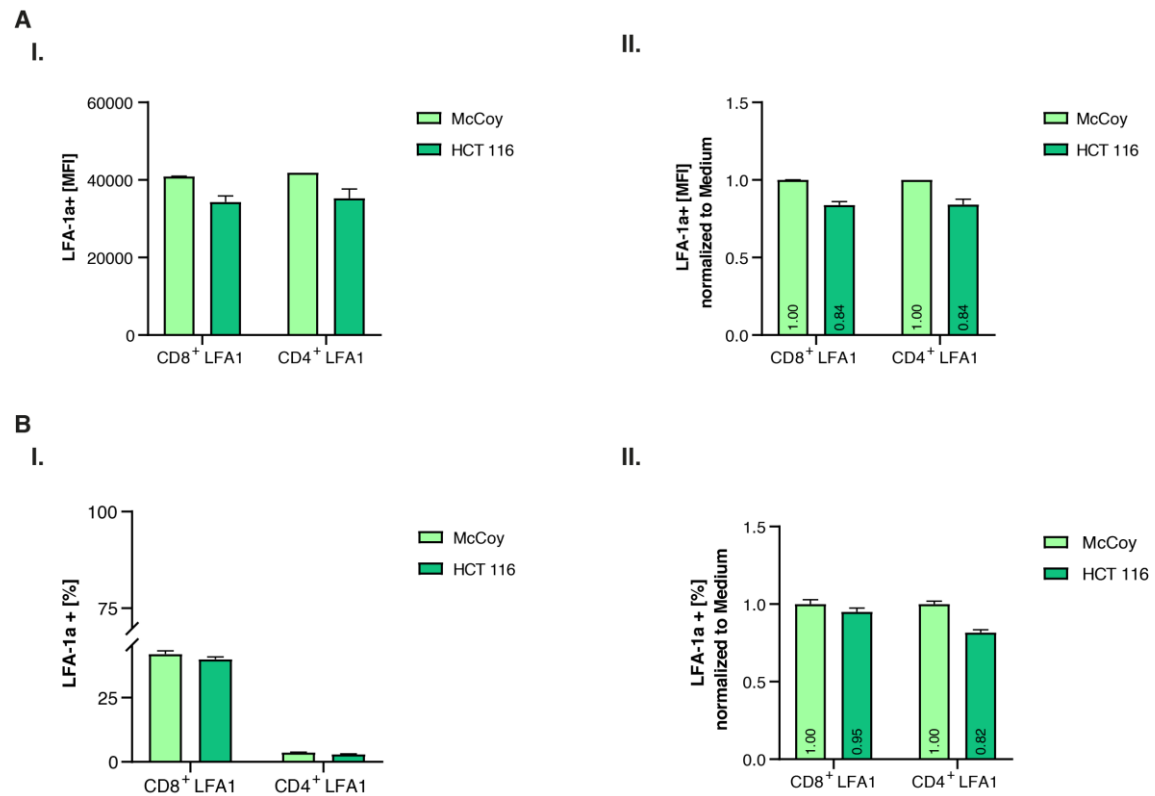 A
I.
LFA-1a+ [MFI]
60000
40000
20000
0
CD8+ LFA1
CD4+ LFA1
McCoy
HCT 116
II.
LFA-1a+ [MFI]
normalized to Medium
1.5
1.0
0.5
0.0
1.00
0.84
1.00
0.84
CD8+ LFA1
CD4+ LFA1
McCoy
HCT 116
B
I.
LFA-1a + [%]
100
75
25
0
CD8+ LFA1
CD4+ LFA1
McCoy
HCT 116
II.
LFA-1a + [%]
normalized to Medium
1.5
1.0
0.5
0.0
1.00
0.95
1.00
0.82
CD8+ LFA1
CD4+ LFA1
McCoy
HCT 116